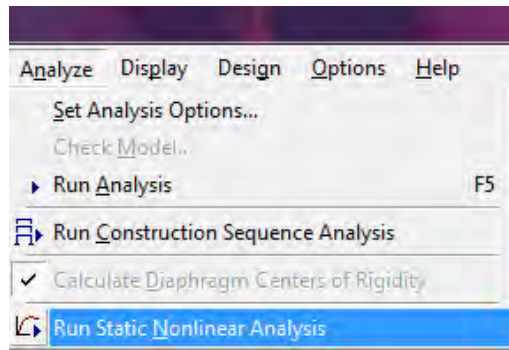 Analyze Display Design Options Help
Set Analysis Options...
Check Model...
Run Analysis F5
Run Construction Sequence Analysis
Calculate Diaphragm Centers of Rigidity
Run Static Nonlinear Analysis